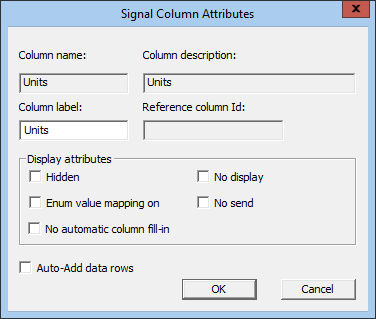 Signal Column Attributes
x
Column name: Column description:
Units Units
Column label: Reference column Id:
Units
Display attributes
Hidden No display
Enum value mapping on No send
No automatic column fill-in
Auto-Add data rows
OK Cancel